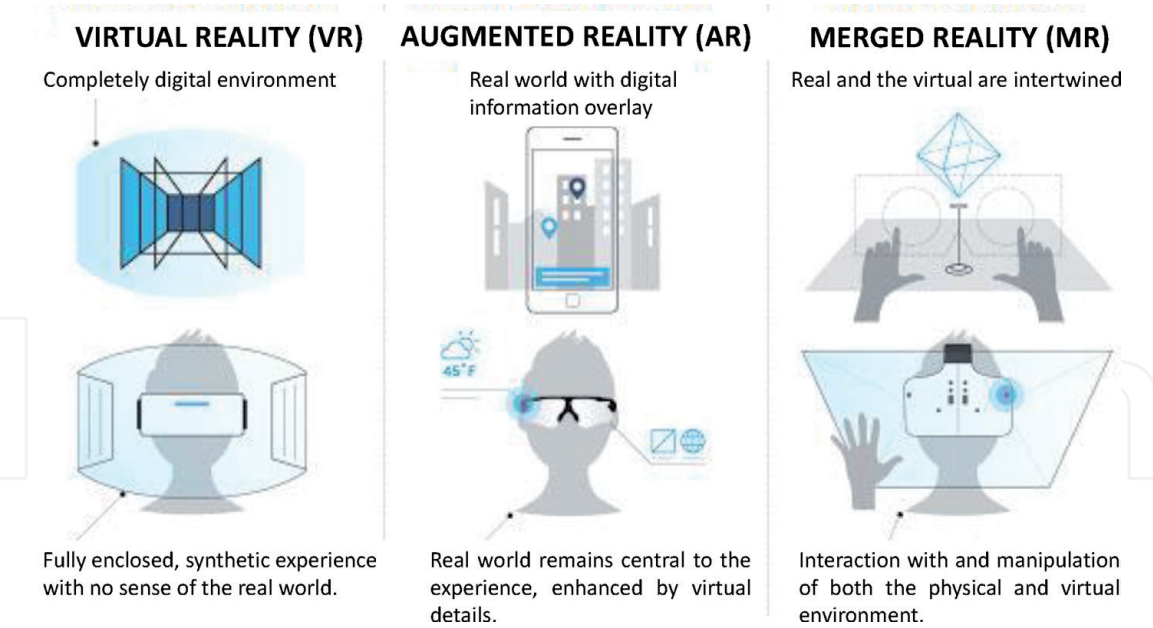 VIRTUAL REALITY (VR)
Completely digital environment
Fully enclosed, synthetic experience
with no sense of the real world.
AUGMENTED REALITY (AR)
Real world with digital
information overlay
45°F
Real world remains central to the
experience, enhanced by virtual
details.
MERGED REALITY (MR)
Real and the virtual are intertwined
Interaction with and manipulation
of both the physical and virtual
environment.